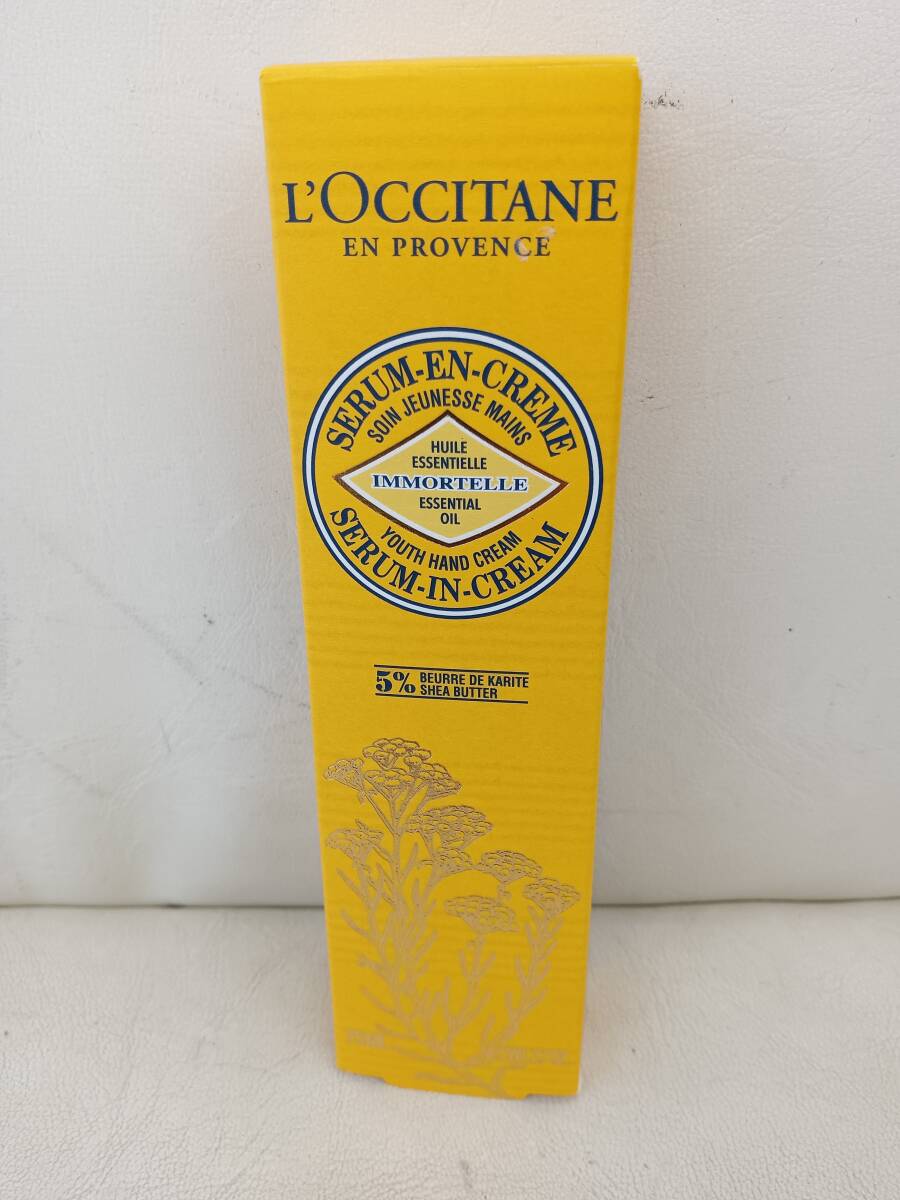 L'OCCITANE
EN PROVENCE
SERUM-EN-CREME
SOIN JEUNESSE MAINS
HUILE
ESSENTIELLE
IMMORTELLE
ESSENTIAL
OIL
YOUTH HAND CREAM
SERUM-IN-CREAM
5% BEURRE DE KARITE
SHEA BUTTER